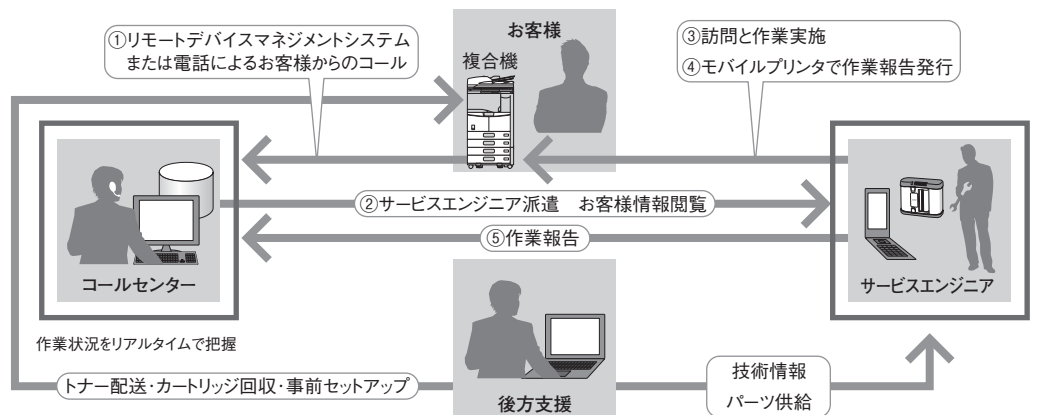 ①リモートデバイスマネジメントシステム
または電話によるお客様からのコール
お客様
複合機
③訪問と作業実施
④モバイルプリンタで作業報告発行
②サービスエンジニア派遣　お客様情報閲覧
⑤作業報告
コールセンター
サービスエンジニア
作業状況をリアルタイムで把握
トナー配送・カートリッジ回収・事前セットアップ
後方支援
技術情報
パーツ供給